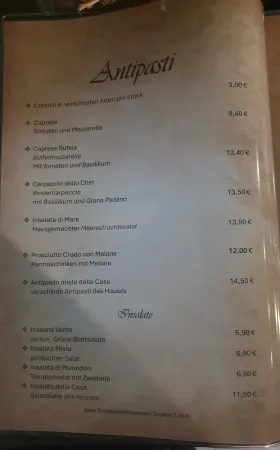 Antipasti
❖ Crostini in verschieden Arten pro stück 3,00 €
❖ Caprese 9,40 €
Tomaten und Mozzarella
❖ Caprese Bufala
Büffelmozzarella 13,40 €
Mit Tomaten und Basilikum
❖ Carpaccio dello Chef
Rindercarpaccio 13,50 €
mit Basilikum und Grana Padano
❖ Insalata di Mare 13,90 €
Hausgemachter Meeresfrüchtesalat
❖ Prosciutto Crudo con Melone 12,00 €
Parmaschinken mit Melone
❖ Antipasto misto della Casa 14,50 €
verschiede Antipasti des Hauses
Insalate
❖ Insalata Verde 5,90 €
versch. Grüne Blattsalate
❖ Insalata Mista 6,90 €
gemischter Salat
❖ Insalata di Pomodori 6,50 €
Tomatensalat mit Zwiebeln
❖ Insalata della Casa 11,50 €
Salatplatte des Hauses